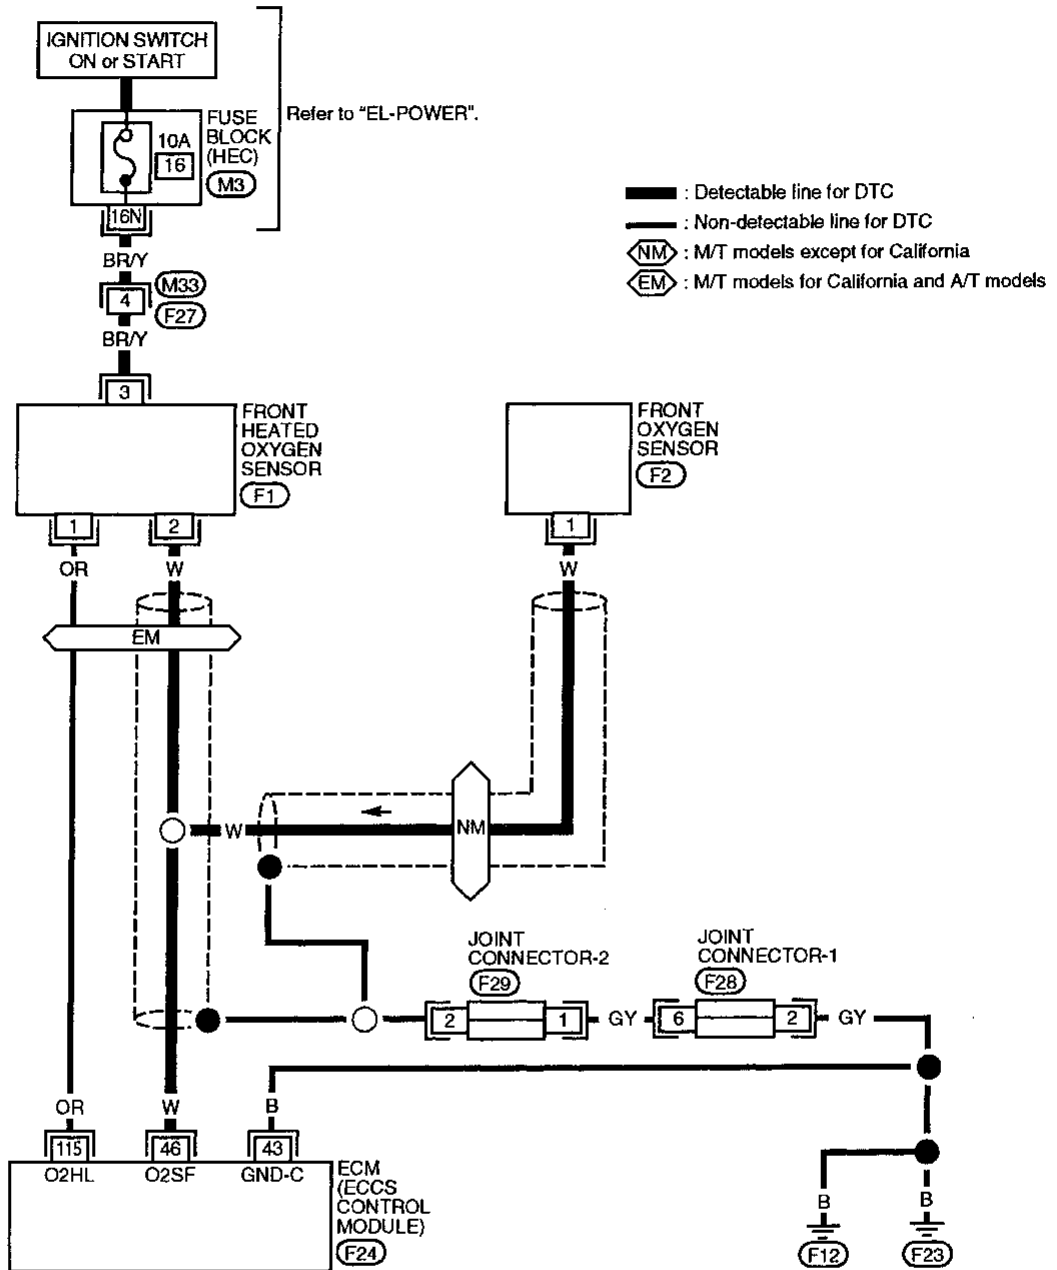 IGNITION SWITCH
ON or START
Refer to "EL-POWER".
FUSE
BLOCK
(HEC)
M3
10A
16
16N
BR/Y
M33
4
F27
BR/Y
3
: Detectable line for DTC
: Non-detectable line for DTC
NM : M/T models except for California
EM : M/T models for California and A/T models
FRONT
HEATED
OXYGEN
SENSOR
F1
1
2
OR
W
EM
FRONT
OXYGEN
SENSOR
F2
1
W
W
NM
JOINT
CONNECTOR-2
F29
2
1
GY
JOINT
CONNECTOR-1
F28
6
2
GY
OR
W
B
115
46
43
O2HL
O2SF
GND-C
ECM
(ECCS
CONTROL
MODULE)
F24
B
B
F12
F23